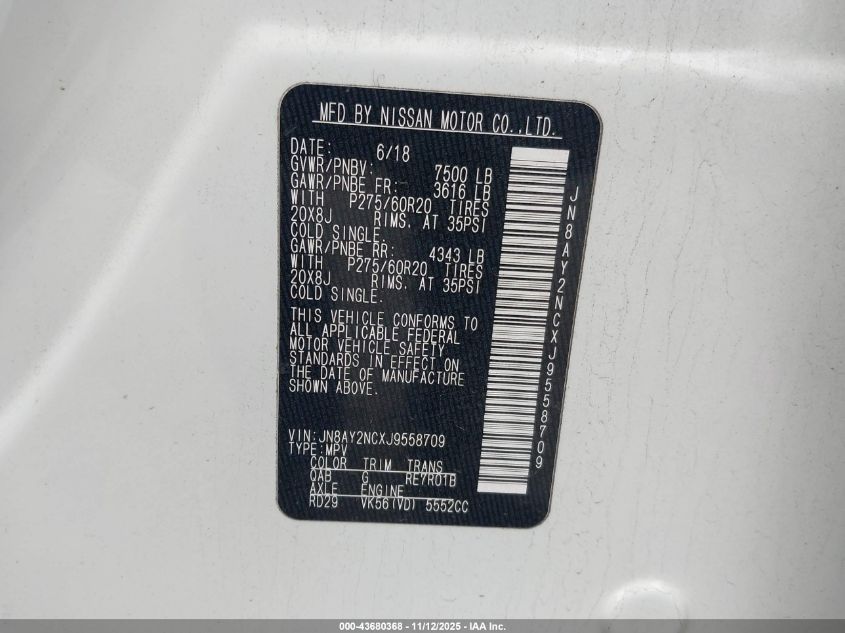 MFD BY NISSAN MOTOR CO.,LTD.
DATE: 6/18
GVWR/PNBV: 7500 LB
GAWR/PNBE FR: 3616 LB
WITH P275/60R20 TIRES
20X8J RIMS. AT 35PSI
COLD SINGLE.
GAWR/PNBE RR: 4343 LB
WITH P275/60R20 TIRES
20X8J RIMS. AT 35PSI
COLD SINGLE.
THIS VEHICLE CONFORMS TO
ALL APPLICABLE FEDERAL
MOTOR VEHICLE SAFETY
STANDARDS IN EFFECT ON
THE DATE OF MANUFACTURE
SHOWN ABOVE.
VIN:JN8AY2NCXJ9558709
TYPE:MPV
COLOR TRIM TRANS
QAB G RE7R01B
AXLE ENGINE
RD29 VK56(VD) 5552CC
JN8AY2NCXJ9558709
000-43680368 - 11/12/2025 - IAA Inc.